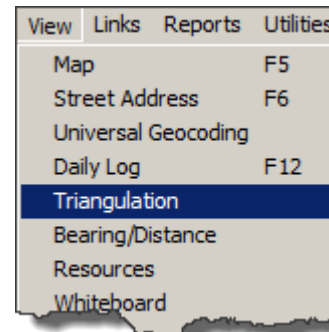 View Links Reports Utilities
Map F5
Street Address F6
Universal Geocoding
Daily Log F12
Triangulation
Bearing/Distance
Resources
Whiteboard